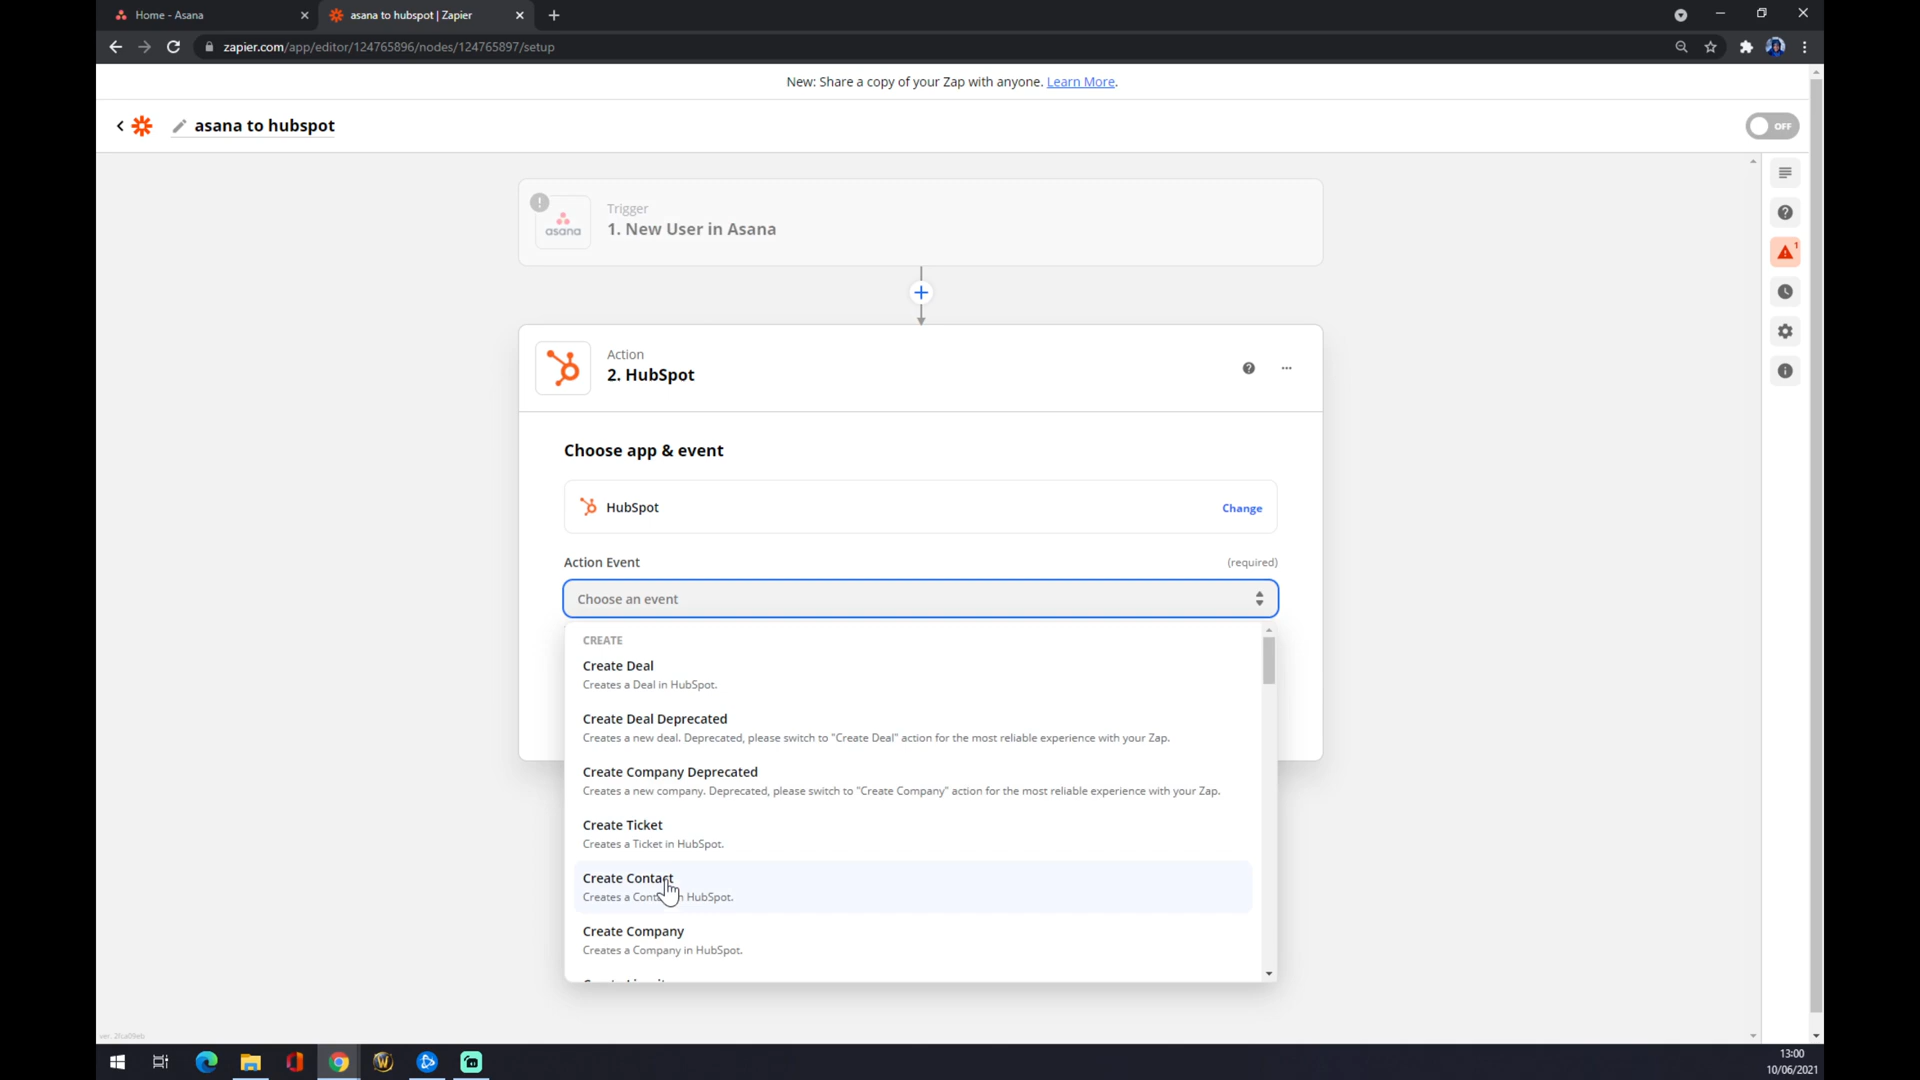 Home - Asana
asana to hubspot | Zapier
zapier.com/app/editor/124765896/nodes/124765897/setup
New: Share a copy of your Zap with anyone. Learn More.
asana to hubspot
OFF
asana
Trigger
1. New User in Asana
1
Action
2. HubSpot
Choose app & event
HubSpot
Change
Action Event
(required)
Choose an event
CREATE
Create Deal
Creates a Deal in HubSpot.
Create Deal Deprecated
Creates a new deal. Deprecated, please switch to "Create Deal" action for the most reliable experience with your Zap.
Create Company Deprecated
Creates a new company. Deprecated, please switch to "Create Company" action for the most reliable experience with your Zap.
Create Ticket
Creates a Ticket in HubSpot.
Create Contact
Creates a HubSpot.
Create Company
Creates a Company in HubSpot.
13:00
10/06/2021